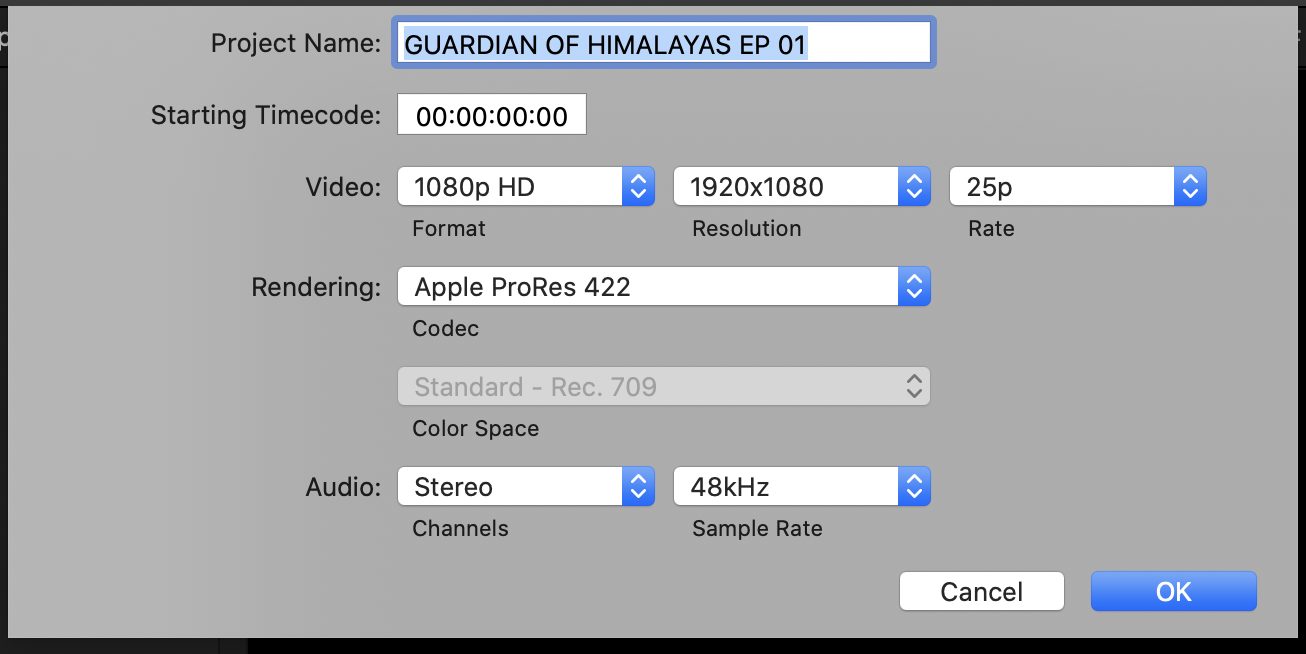 Project Name: GUARDIAN OF HIMALAYAS EP 01
Starting Timecode: 00:00:00:00
Video: 1080p HD 1920x1080 25p
Format Resolution Rate
Rendering: Apple ProRes 422
Codec
Standard - Rec. 709
Color Space
Audio: Stereo 48kHz
Channels Sample Rate
Cancel OK